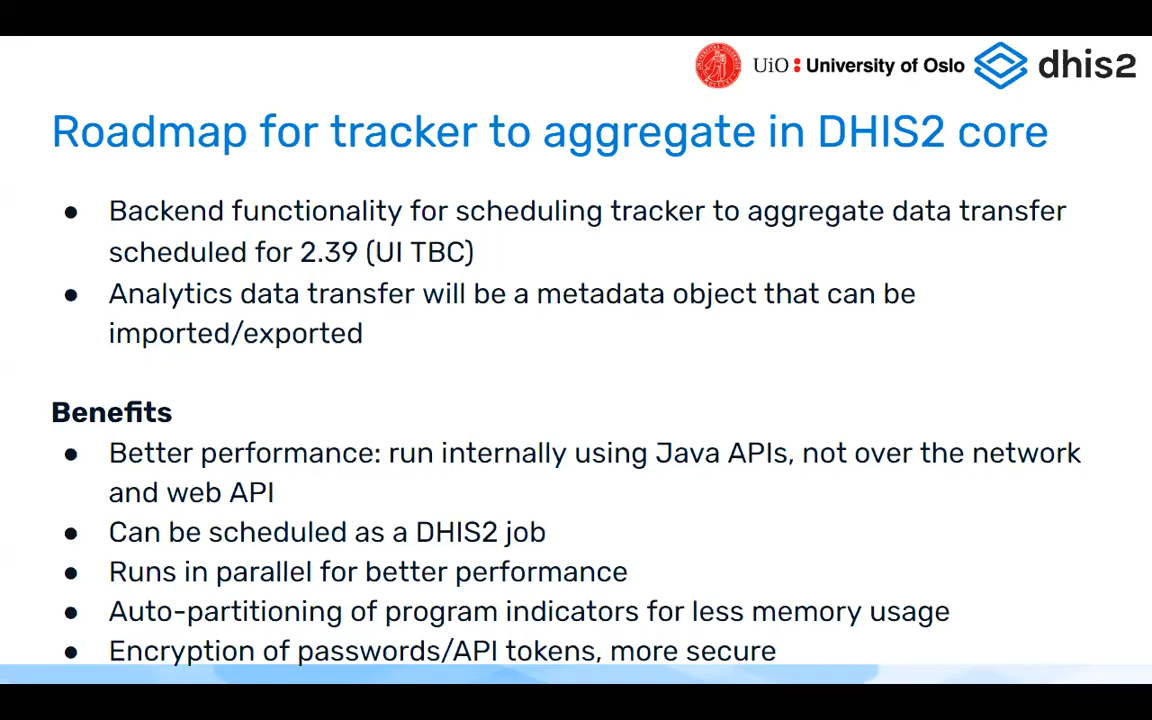 UiO : University of Oslo dhis2
Roadmap for tracker to aggregate in DHIS2 core
● Backend functionality for scheduling tracker to aggregate data transfer
scheduled for 2.39 (UI TBC)
● Analytics data transfer will be a metadata object that can be
imported/exported
Benefits
● Better performance: run internally using Java APIs, not over the network
and web API
● Can be scheduled as a DHIS2 job
● Runs in parallel for better performance
● Auto-partitioning of program indicators for less memory usage
● Encryption of passwords/API tokens, more secure